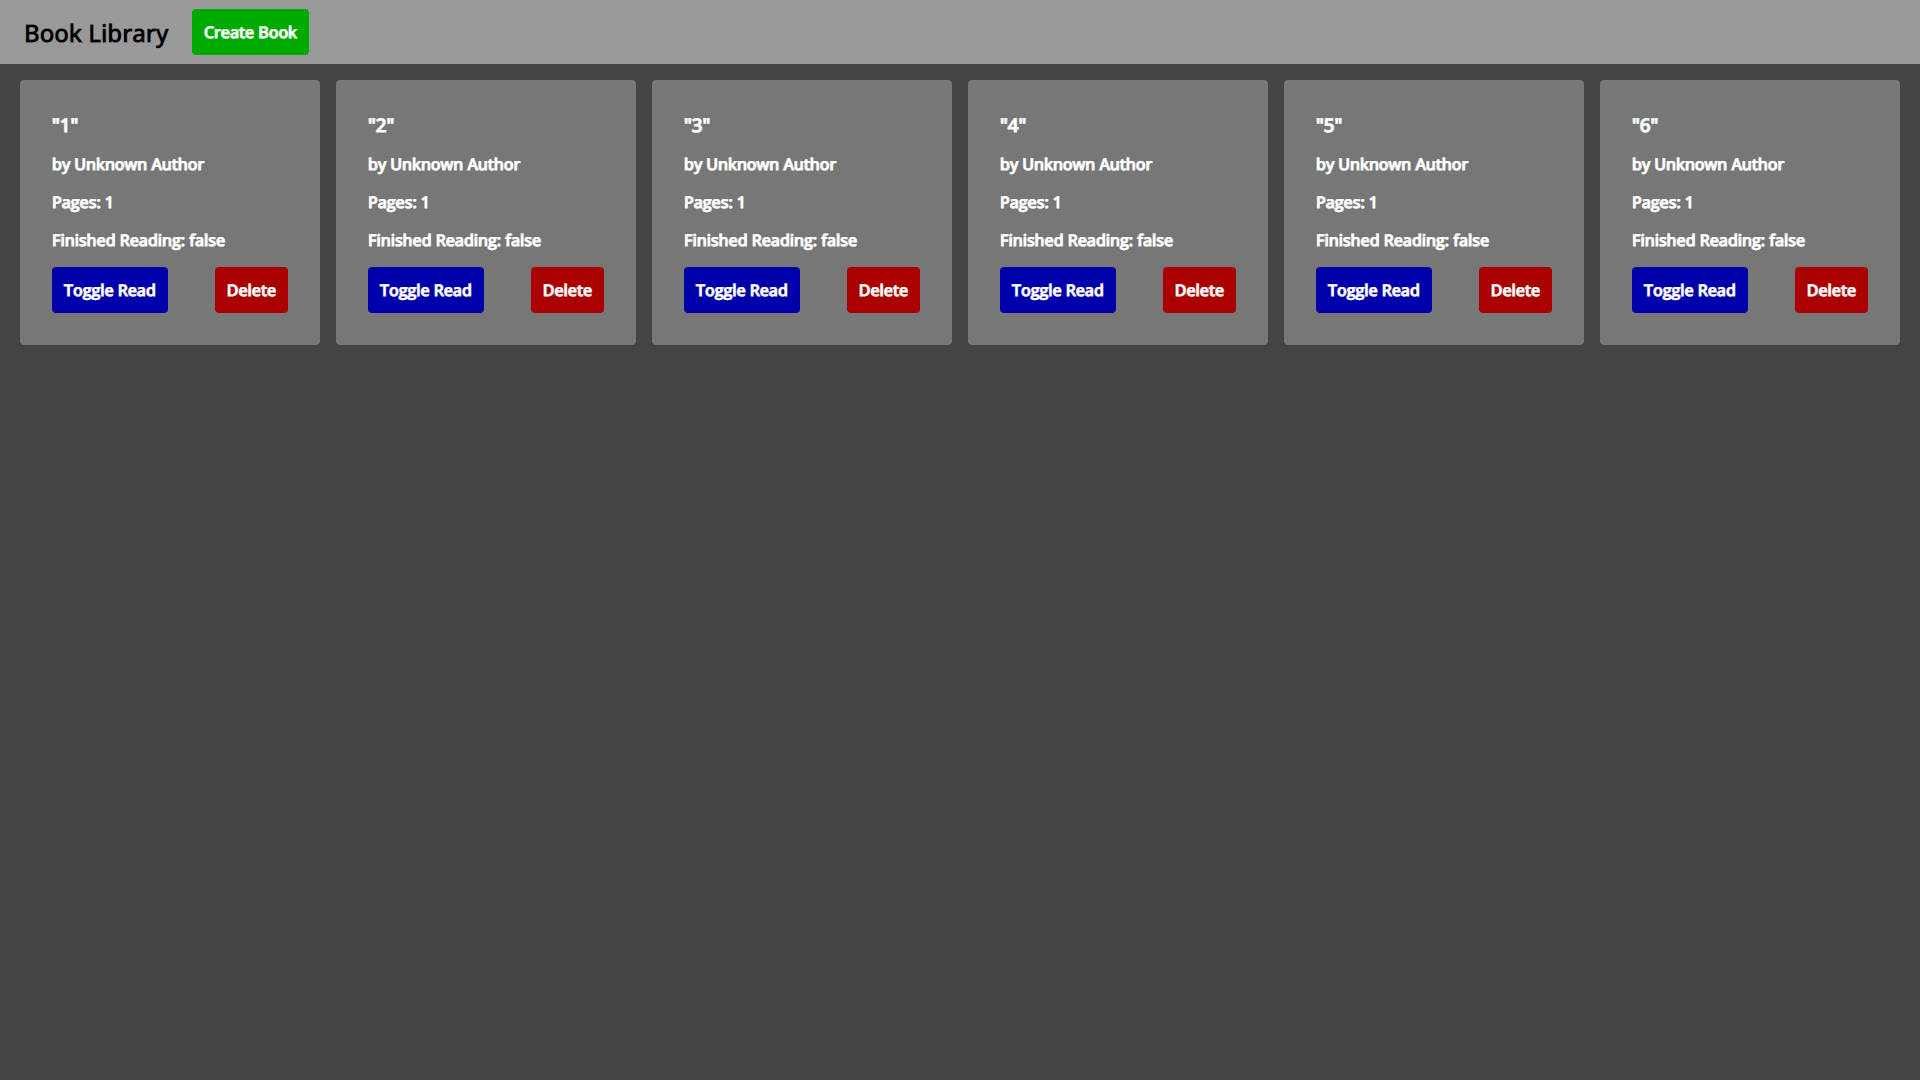 Book Library Create Book
"1"
by Unknown Author
Pages: 1
Finished Reading: false
Toggle Read Delete
"2"
by Unknown Author
Pages: 1
Finished Reading: false
Toggle Read Delete
"3"
by Unknown Author
Pages: 1
Finished Reading: false
Toggle Read Delete
"4"
by Unknown Author
Pages: 1
Finished Reading: false
Toggle Read Delete
"5"
by Unknown Author
Pages: 1
Finished Reading: false
Toggle Read Delete
"6"
by Unknown Author
Pages: 1
Finished Reading: false
Toggle Read Delete